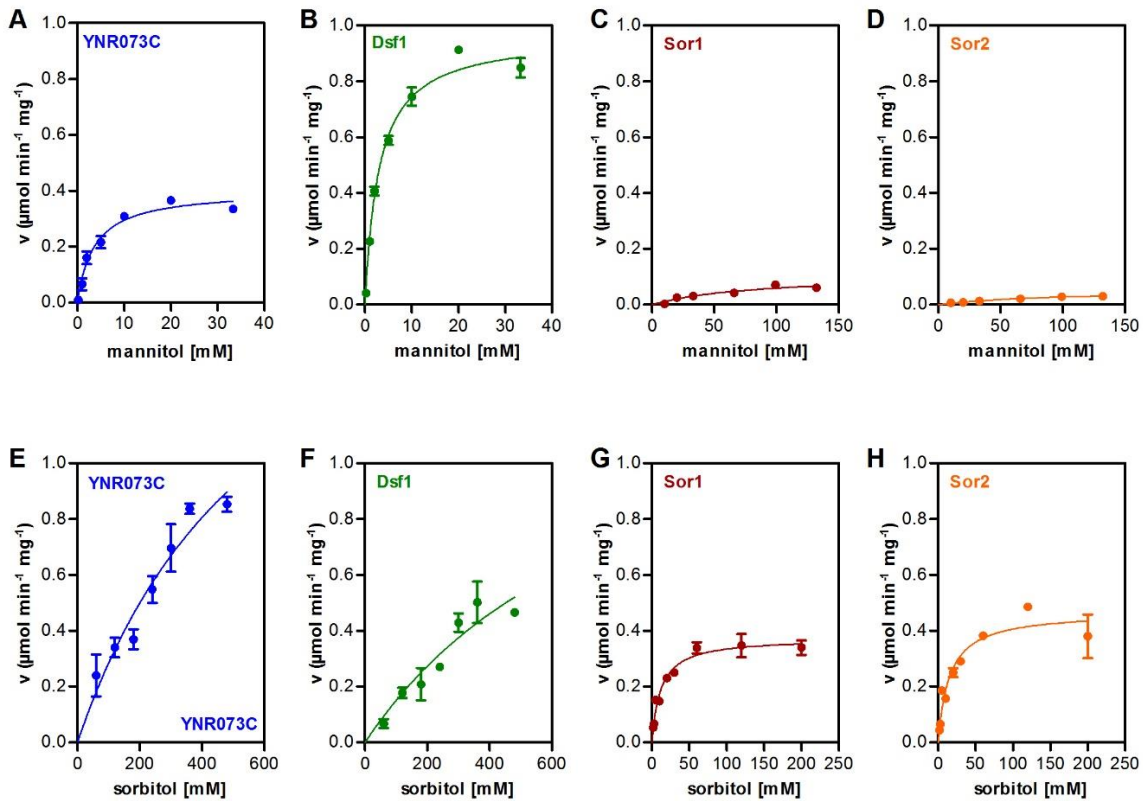 A
YNR073C
v (µmol min⁻¹ mg⁻¹)
1.0
0.8
0.6
0.4
0.2
0.0
0 10 20 30 40
mannitol [mM]
B
Dsf1
v (µmol min⁻¹ mg⁻¹)
1.0
0.8
0.6
0.4
0.2
0.0
0 10 20 30 40
mannitol [mM]
C
Sor1
v (µmol min⁻¹ mg⁻¹)
1.0
0.8
0.6
0.4
0.2
0.0
0 50 100 150
mannitol [mM]
D
Sor2
v (µmol min⁻¹ mg⁻¹)
1.0
0.8
0.6
0.4
0.2
0.0
0 50 100 150
mannitol [mM]
E
YNR073C
v (µmol min⁻¹ mg⁻¹)
1.0
0.8
0.6
0.4
0.2
0.0
YNR073C
0 200 400 600
sorbitol [mM]
F
Dsf1
v (µmol min⁻¹ mg⁻¹)
1.0
0.8
0.6
0.4
0.2
0.0
0 200 400 600
sorbitol [mM]
G
Sor1
v (µmol min⁻¹ mg⁻¹)
1.0
0.8
0.6
0.4
0.2
0.0
0 50 100 150 200 250
sorbitol [mM]
H
Sor2
v (µmol min⁻¹ mg⁻¹)
1.0
0.8
0.6
0.4
0.2
0.0
0 50 100 150 200 250
sorbitol [mM]